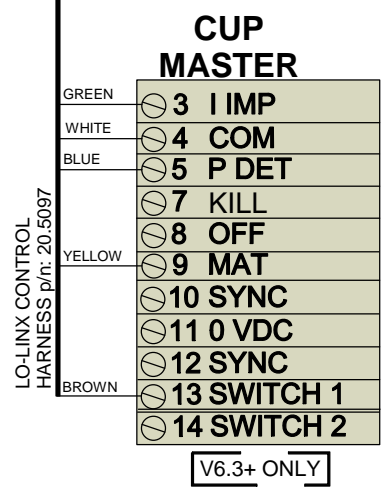 CUP
MASTER
GREEN
3 I IMP
WHITE
4 COM
BLUE
5 P DET
7 KILL
8 OFF
YELLOW
9 MAT
10 SYNC
11 0 VDC
12 SYNC
BROWN
13 SWITCH 1
14 SWITCH 2
V6.3+ ONLY
LO-LINX CONTROL
HARNESS p/n: 20.5097